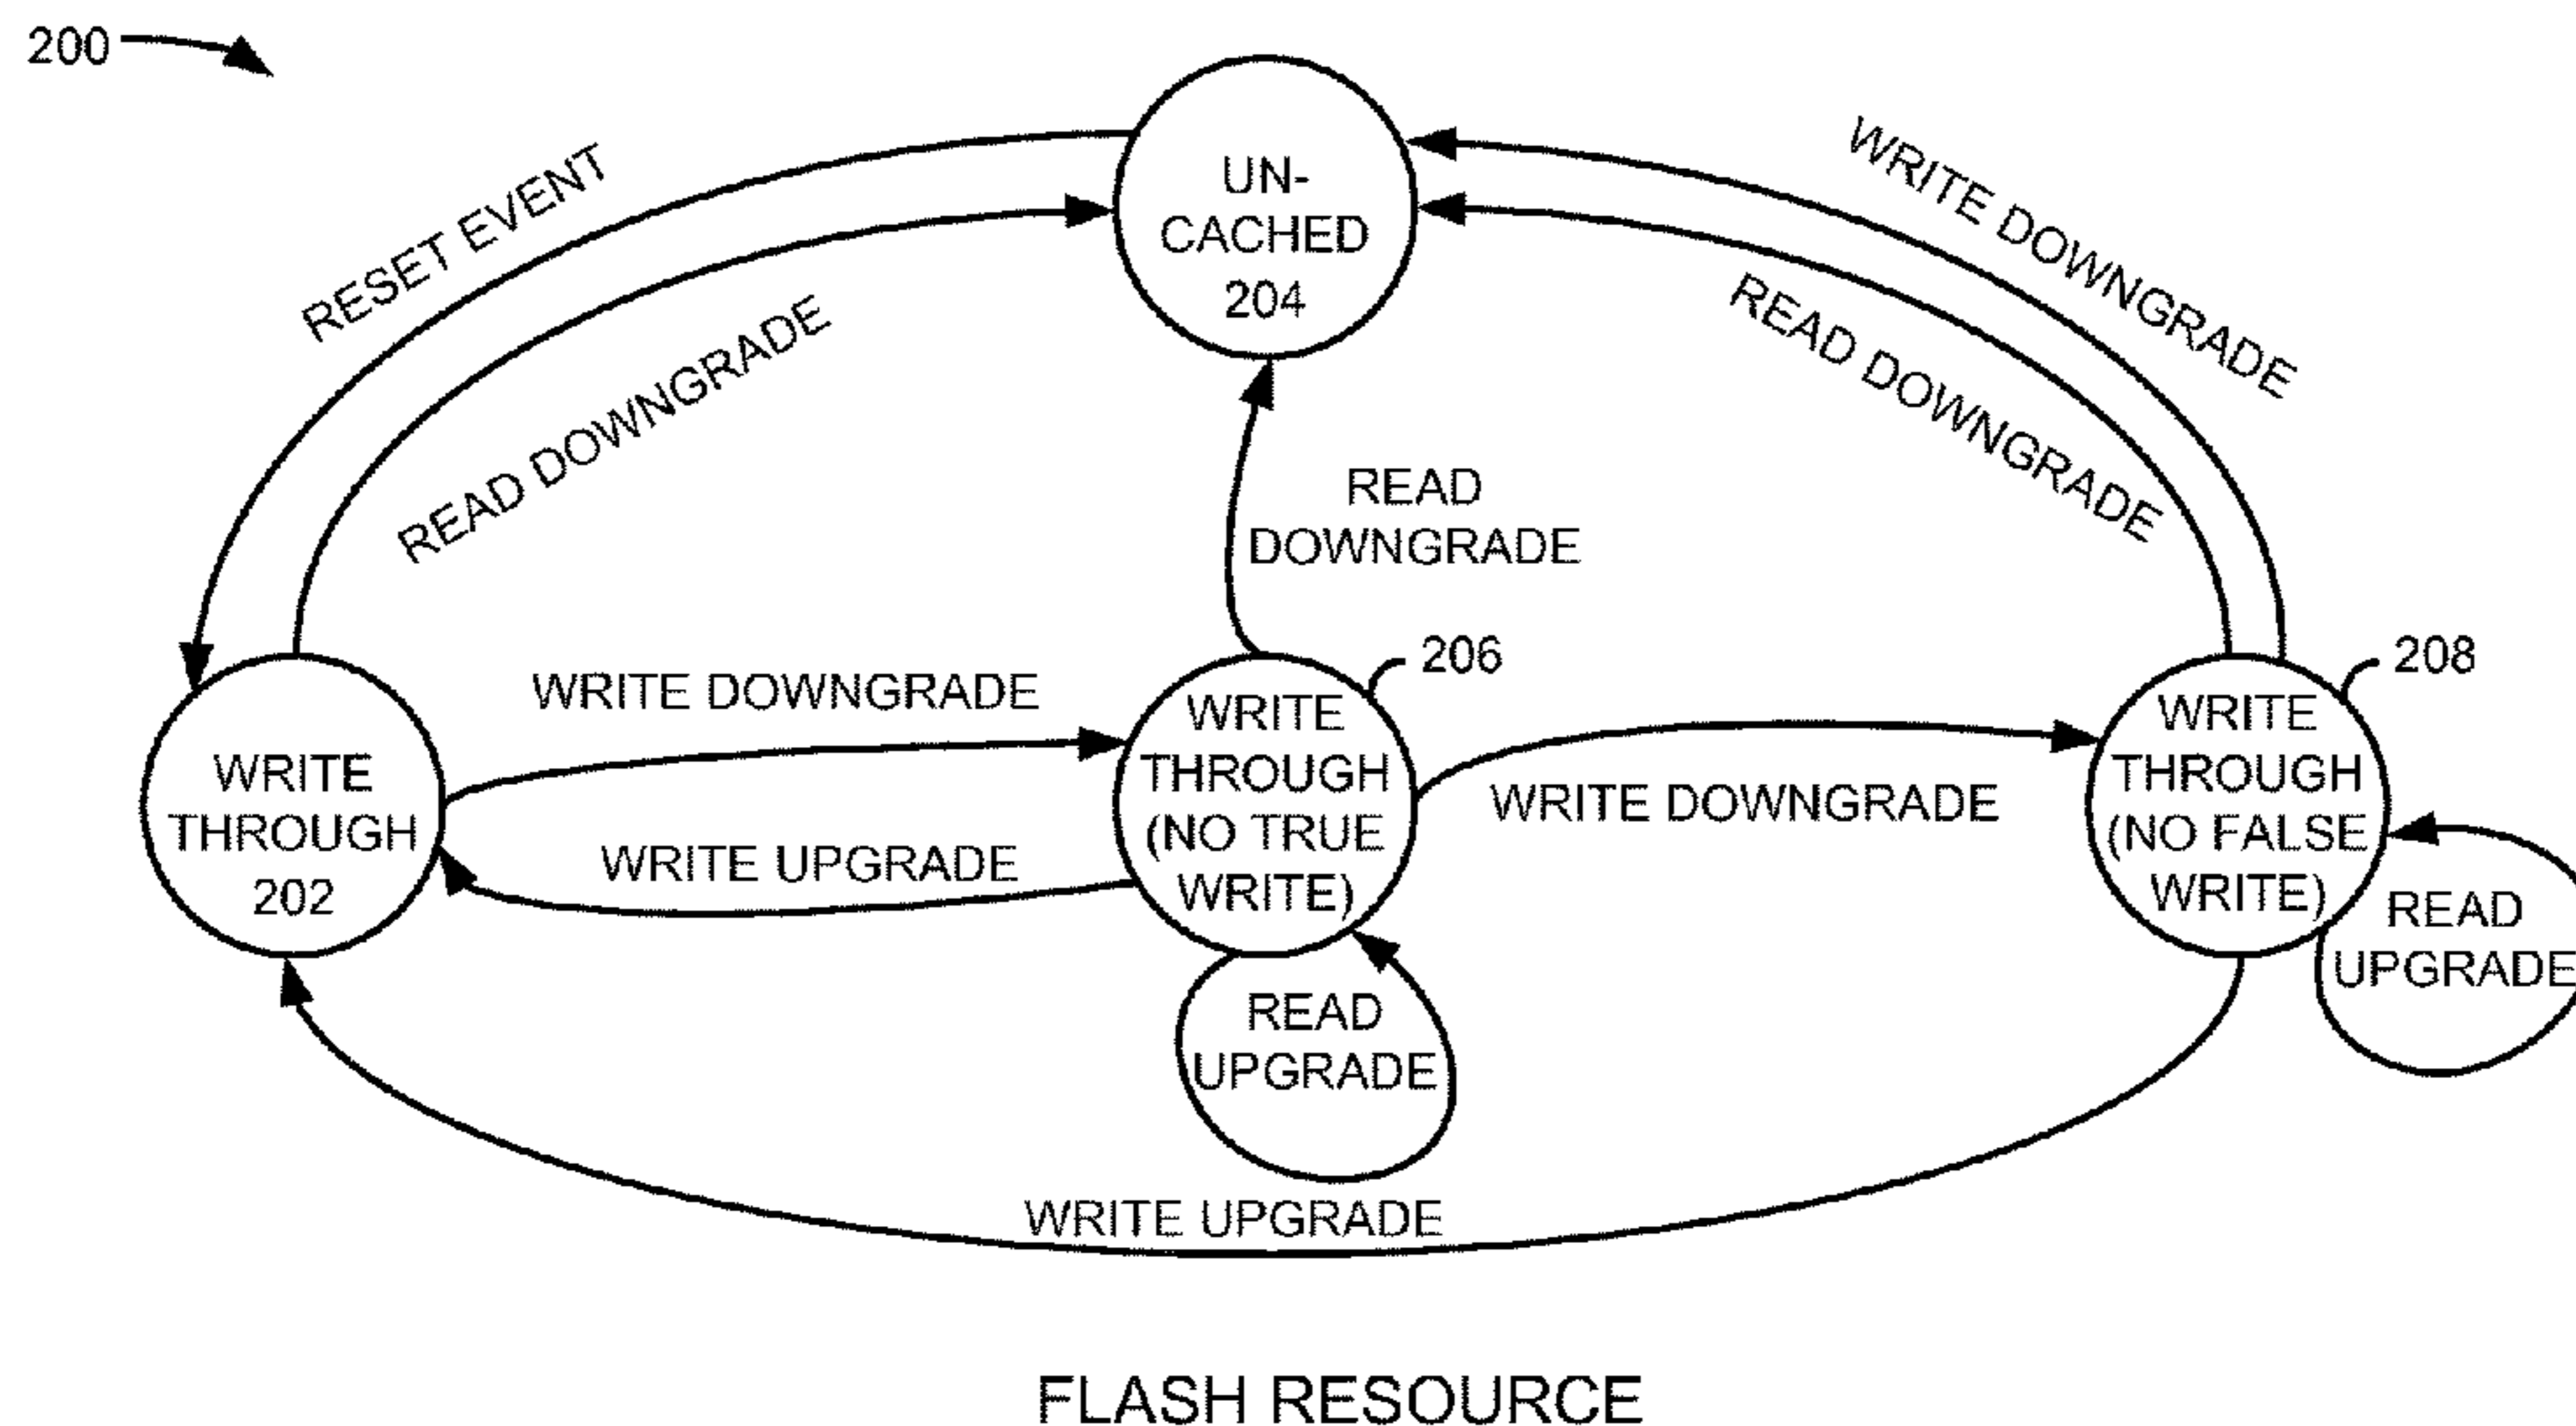 200
UN-
CACHED
204
RESET EVENT
READ DOWNGRADE
WRITE DOWNGRADE
READ DOWNGRADE
READ
DOWNGRADE
206
208
WRITE DOWNGRADE
WRITE
THROUGH
202
WRITE UPGRADE
WRITE
THROUGH
(NO TRUE
WRITE)
WRITE DOWNGRADE
WRITE
THROUGH
(NO FALSE
WRITE)
READ
UPGRADE
READ
UPGRADE
WRITE UPGRADE
FLASH RESOURCE